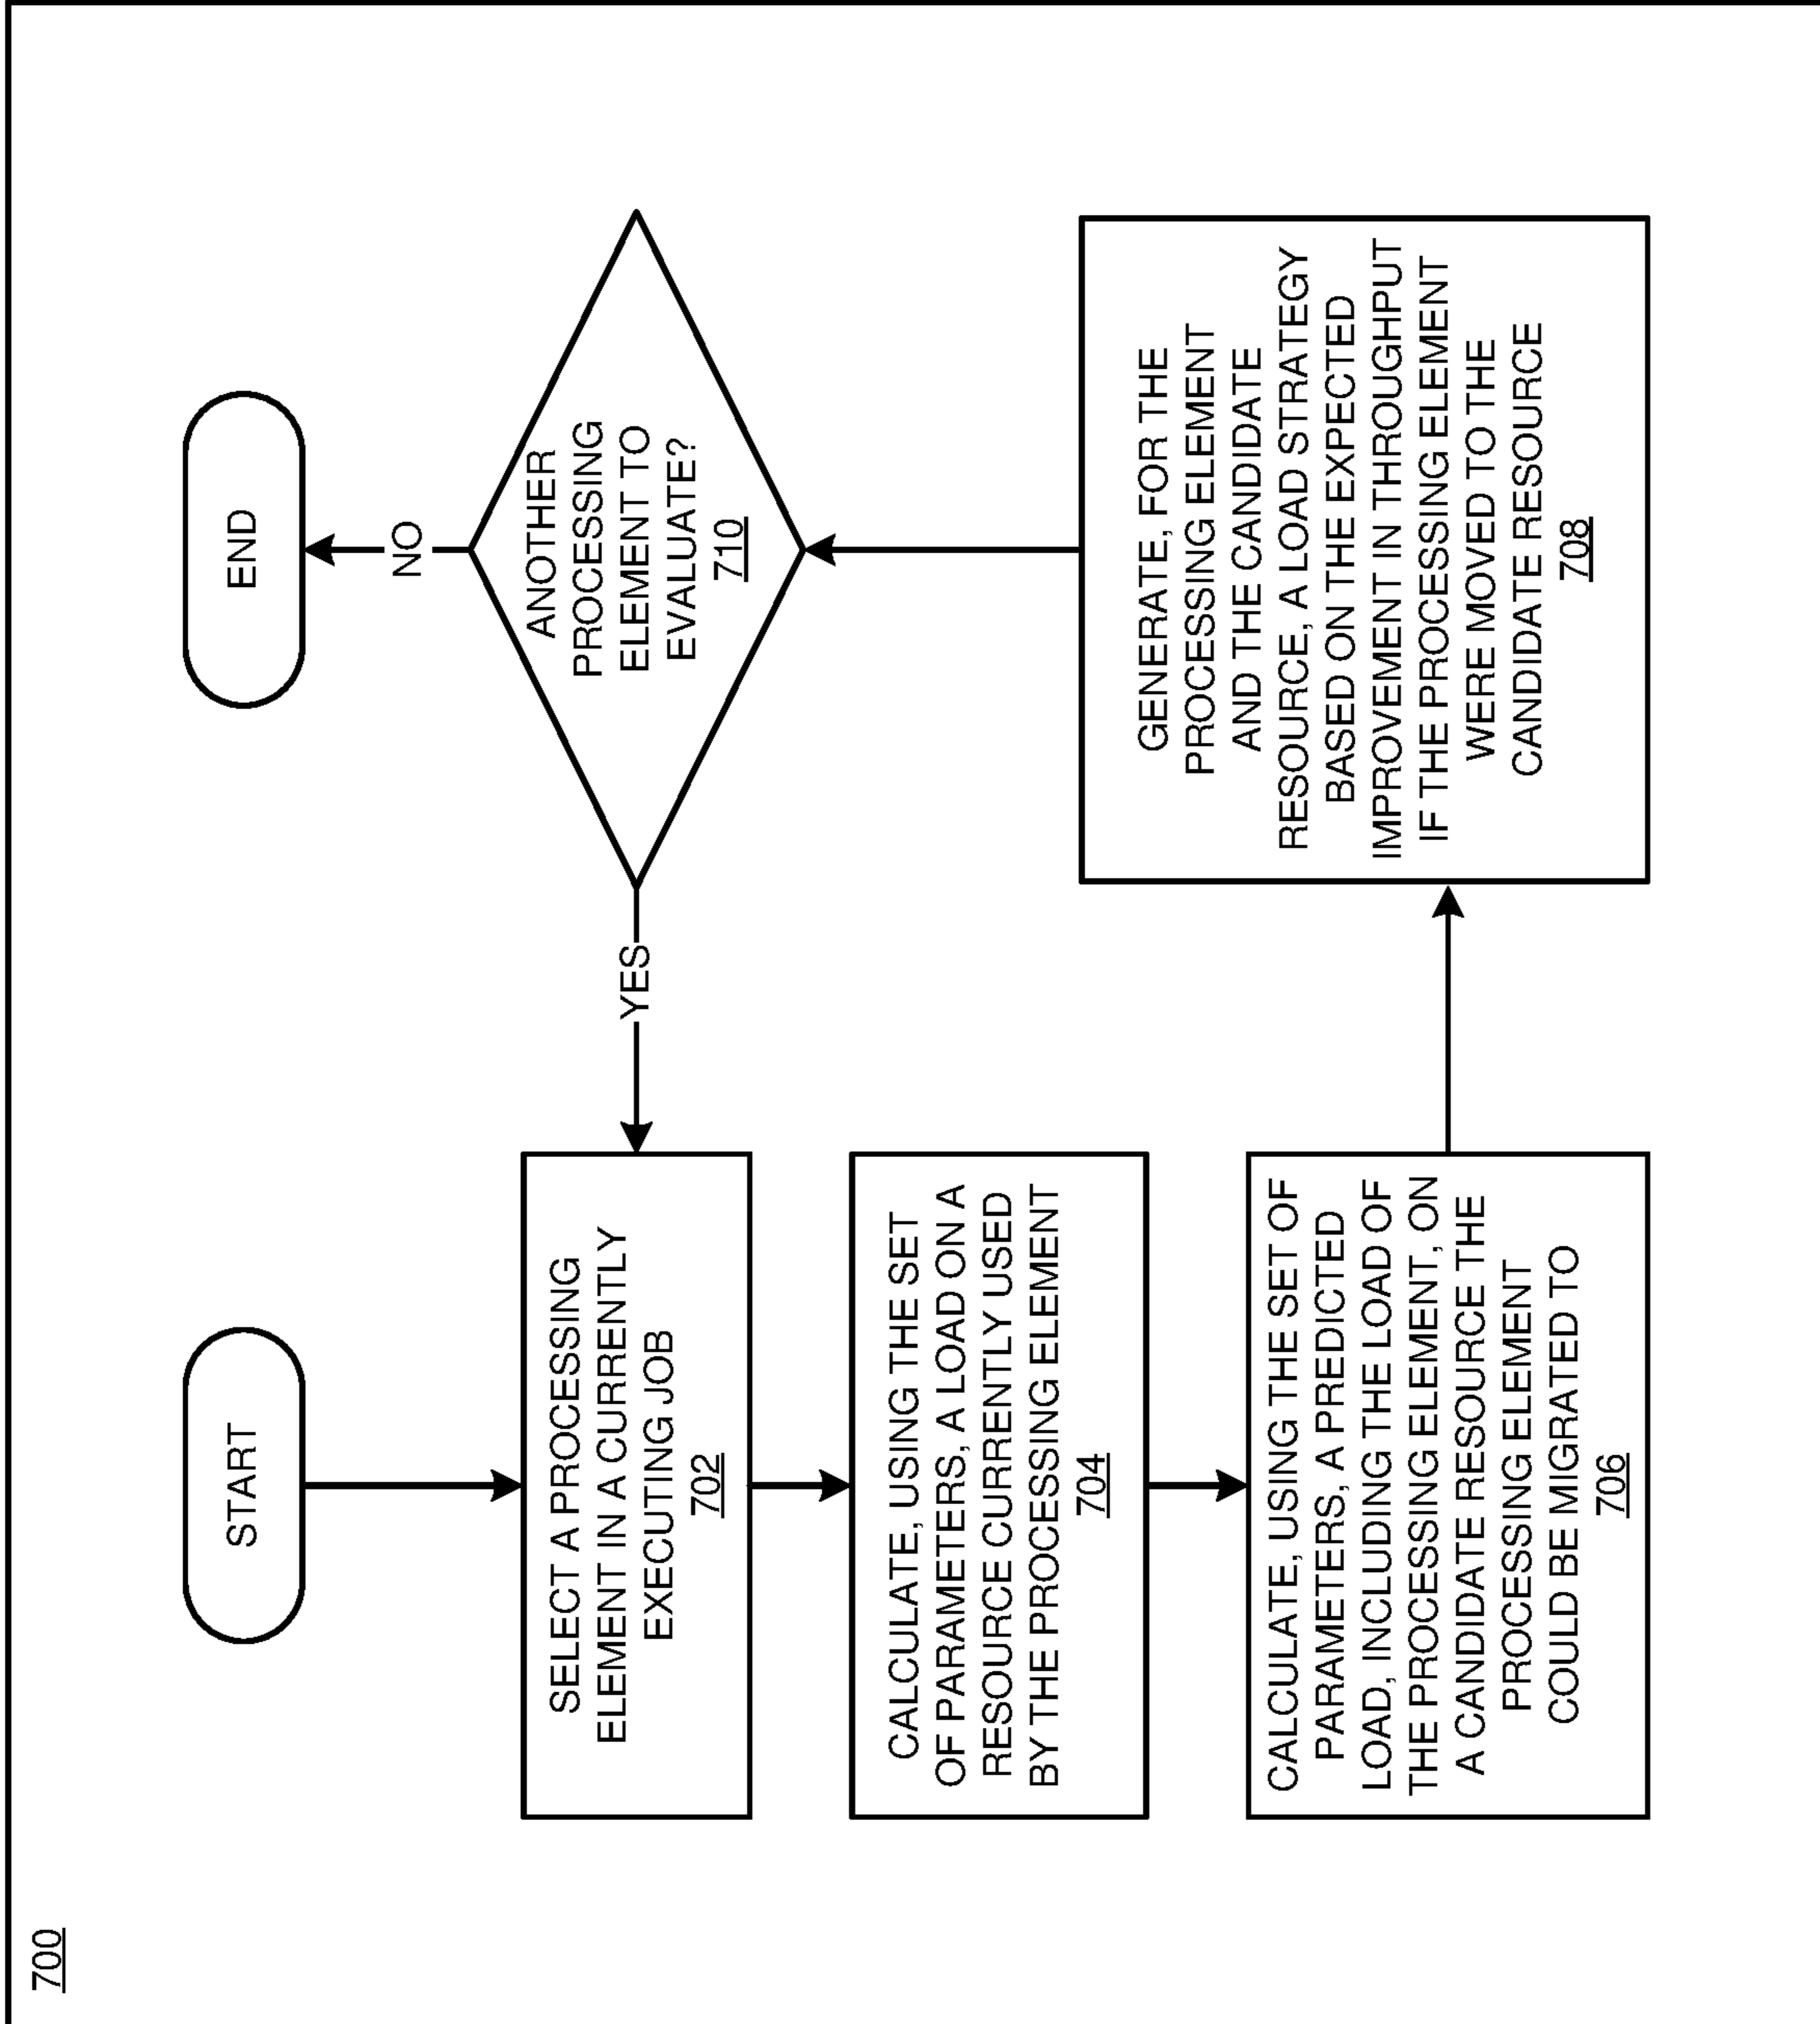 700
START
SELECT A PROCESSING
ELEMENT IN A CURRENTLY
EXECUTING JOB
702
CALCULATE, USING THE SET
OF PARAMETERS, A LOAD ON A
RESOURCE CURRENTLY USED
BY THE PROCESSING ELEMENT
704
CALCULATE, USING THE SET OF
PARAMETERS, A PREDICTED
LOAD, INCLUDING THE LOAD OF
THE PROCESSING ELEMENT, ON
A CANDIDATE RESOURCE THE
PROCESSING ELEMENT
COULD BE MIGRATED TO
706
GENERATE, FOR THE
PROCESSING ELEMENT
AND THE CANDIDATE
RESOURCE, A LOAD STRATEGY
BASED ON THE EXPECTED
IMPROVEMENT IN THROUGHPUT
IF THE PROCESSING ELEMENT
WERE MOVED TO THE
CANDIDATE RESOURCE
708
ANOTHER
PROCESSING
ELEMENT TO
EVALUATE?
710
YES
NO
END